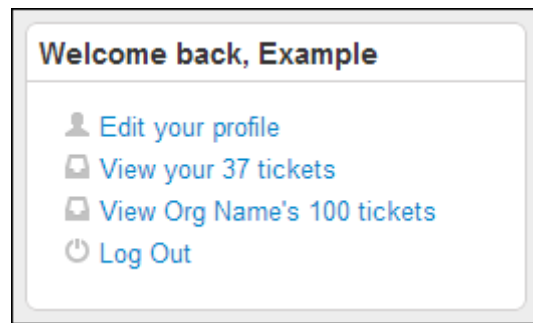 Welcome back, Example
Edit your profile
View your 37 tickets
View Org Name's 100 tickets
Log Out